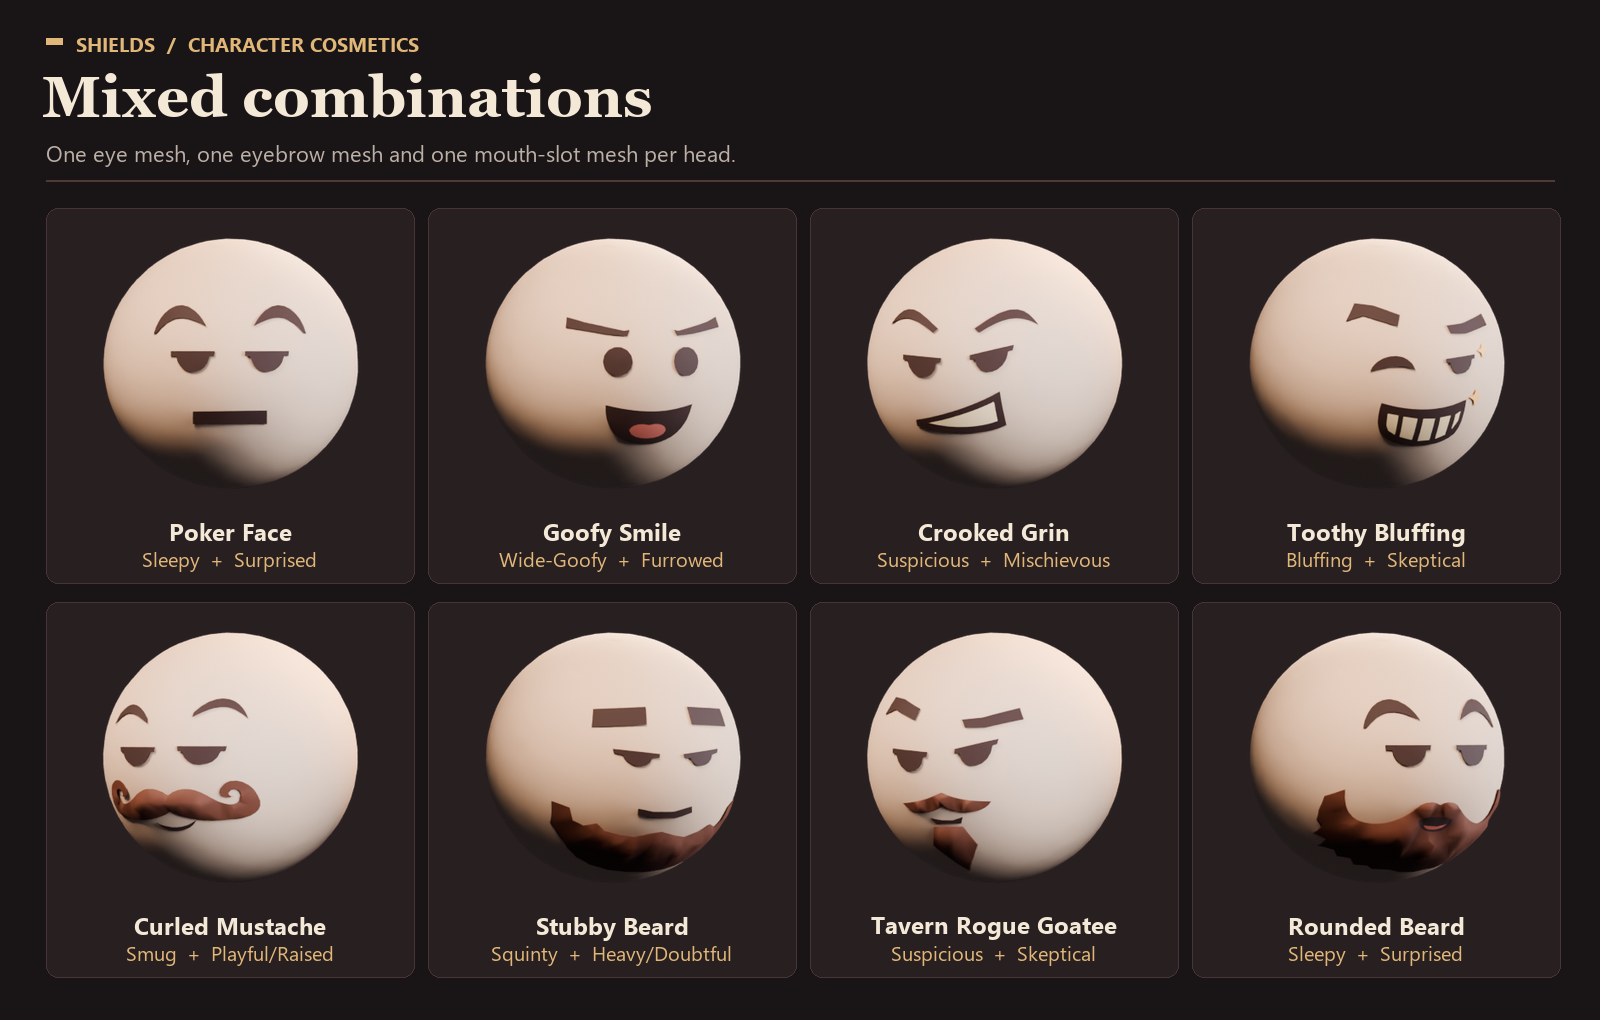 SHIELDS / CHARACTER COSMETICS
Mixed combinations
One eye mesh, one eyebrow mesh and one mouth-slot mesh per head.
Poker Face
Sleepy + Surprised
Goofy Smile
Wide-Goofy + Furrowed
Crooked Grin
Suspicious + Mischievous
Toothy Bluffing
Bluffing + Skeptical
Curled Mustache
Smug + Playful/Raised
Stubby Beard
Squinty + Heavy/Doubtful
Tavern Rogue Goatee
Suspicious + Skeptical
Rounded Beard
Sleepy + Surprised